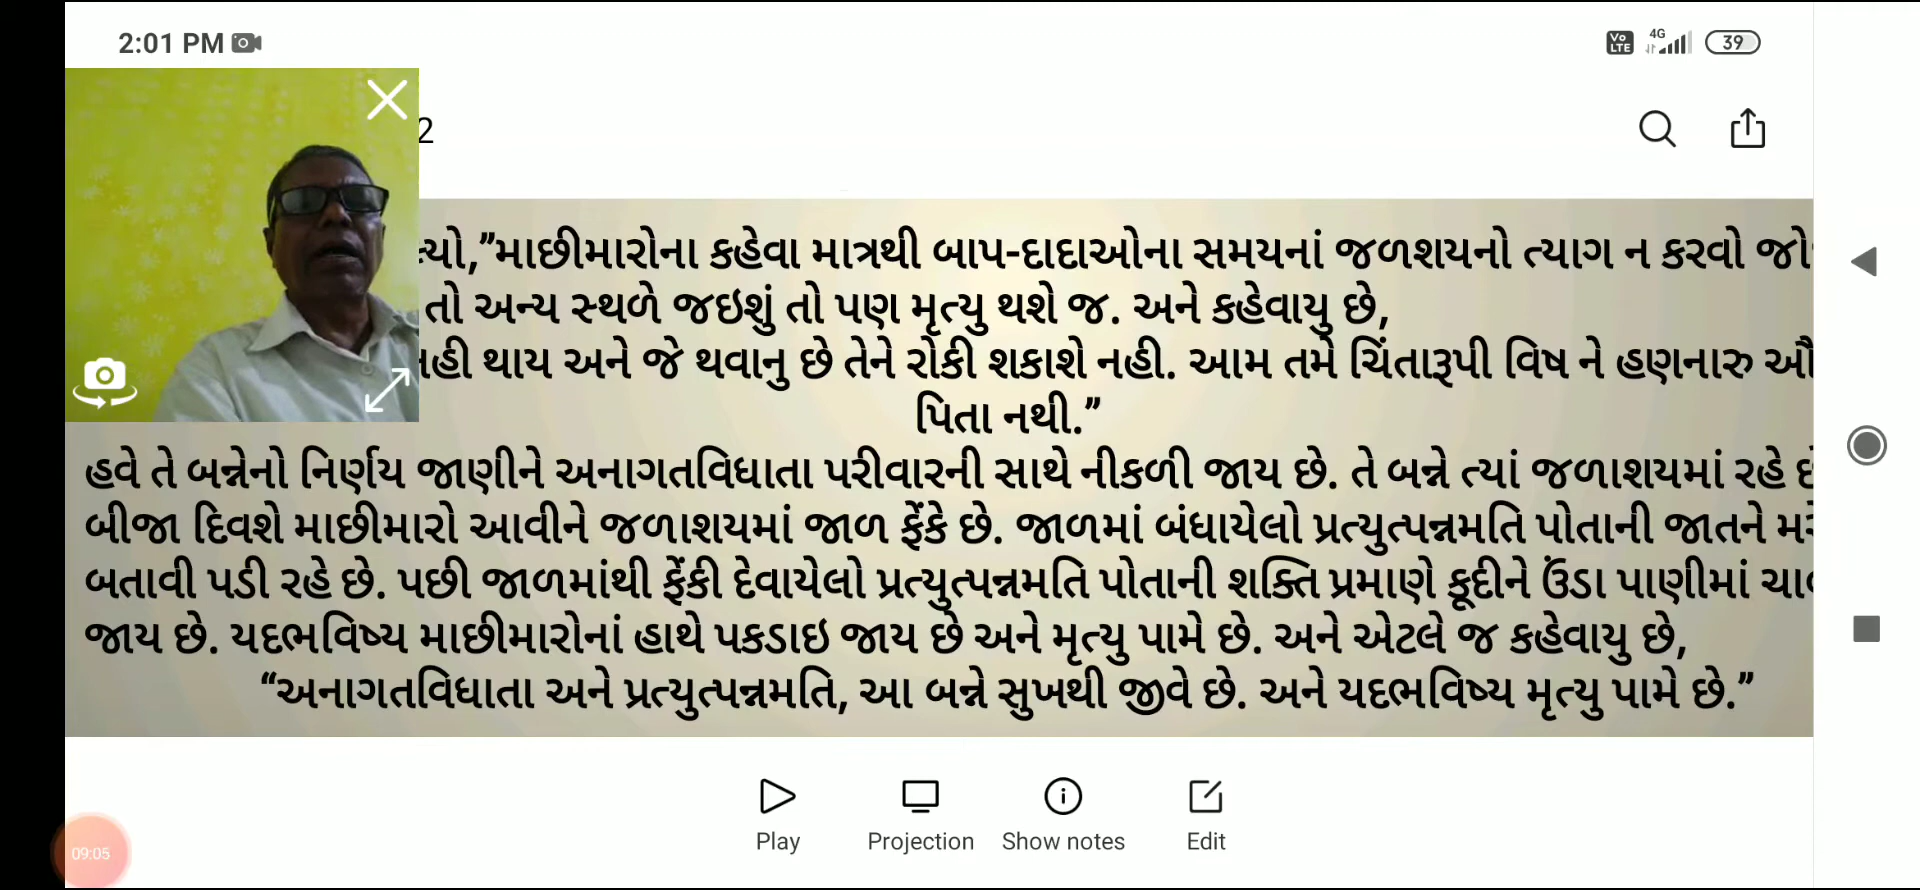 2:01 PM
Vo LTE 4G 39
2
ત્યો,"માછીમારોના કહેવા માત્રથી બાપ-દાદાઓના સમયનાં જળશયનો ત્યાગ ન કરવો
તો અન્ય સ્થળે જઇશું તો પણ મૃત્યુ થશે જ. અને કહેવાયુ છે,
થાય અને જે થવાનુ છે તેને રોકી શકાશે નહી. આમ તમે ચિંતારૂપી વિષ ને હણનારુ
પિતા નથી."
હવે તે બન્નેનો નિર્ણય જાણીને અનાગતવિધાતા પરીવારની સાથે નીકળી જાય છે. તે બન્ને ત્યાં જળાશયમાં રહે
બીજા દિવશે માછીમારો આવીને જળાશયમાં જાળ ફેંકે છે. જાળમાં બંધાયેલો પ્રત્યુત્પન્નમતિ પોતાની જાતને
બતાવી પડી રહે છે. પછી જાળમાંથી ફેંકી દેવાયેલો પ્રત્યુત્પન્નમતિ પોતાની શક્તિ પ્રમાણે કૂદીને ઉંડા પાણીમાં
જાય છે. યદભવિષ્ય માછીમારોનાં હાથે પકડાઇ જાય છે અને મૃત્યુ પામે છે. અને એટલે જ કહેવાયુ છે,
“અનાગતવિધાતા અને પ્રત્યુત્પન્નમતિ, આ બન્ને સુખથી જીવે છે. અને યદભવિષ્ય મૃત્યુ પામે છે.”
Play Projection Show notes Edit
09:05